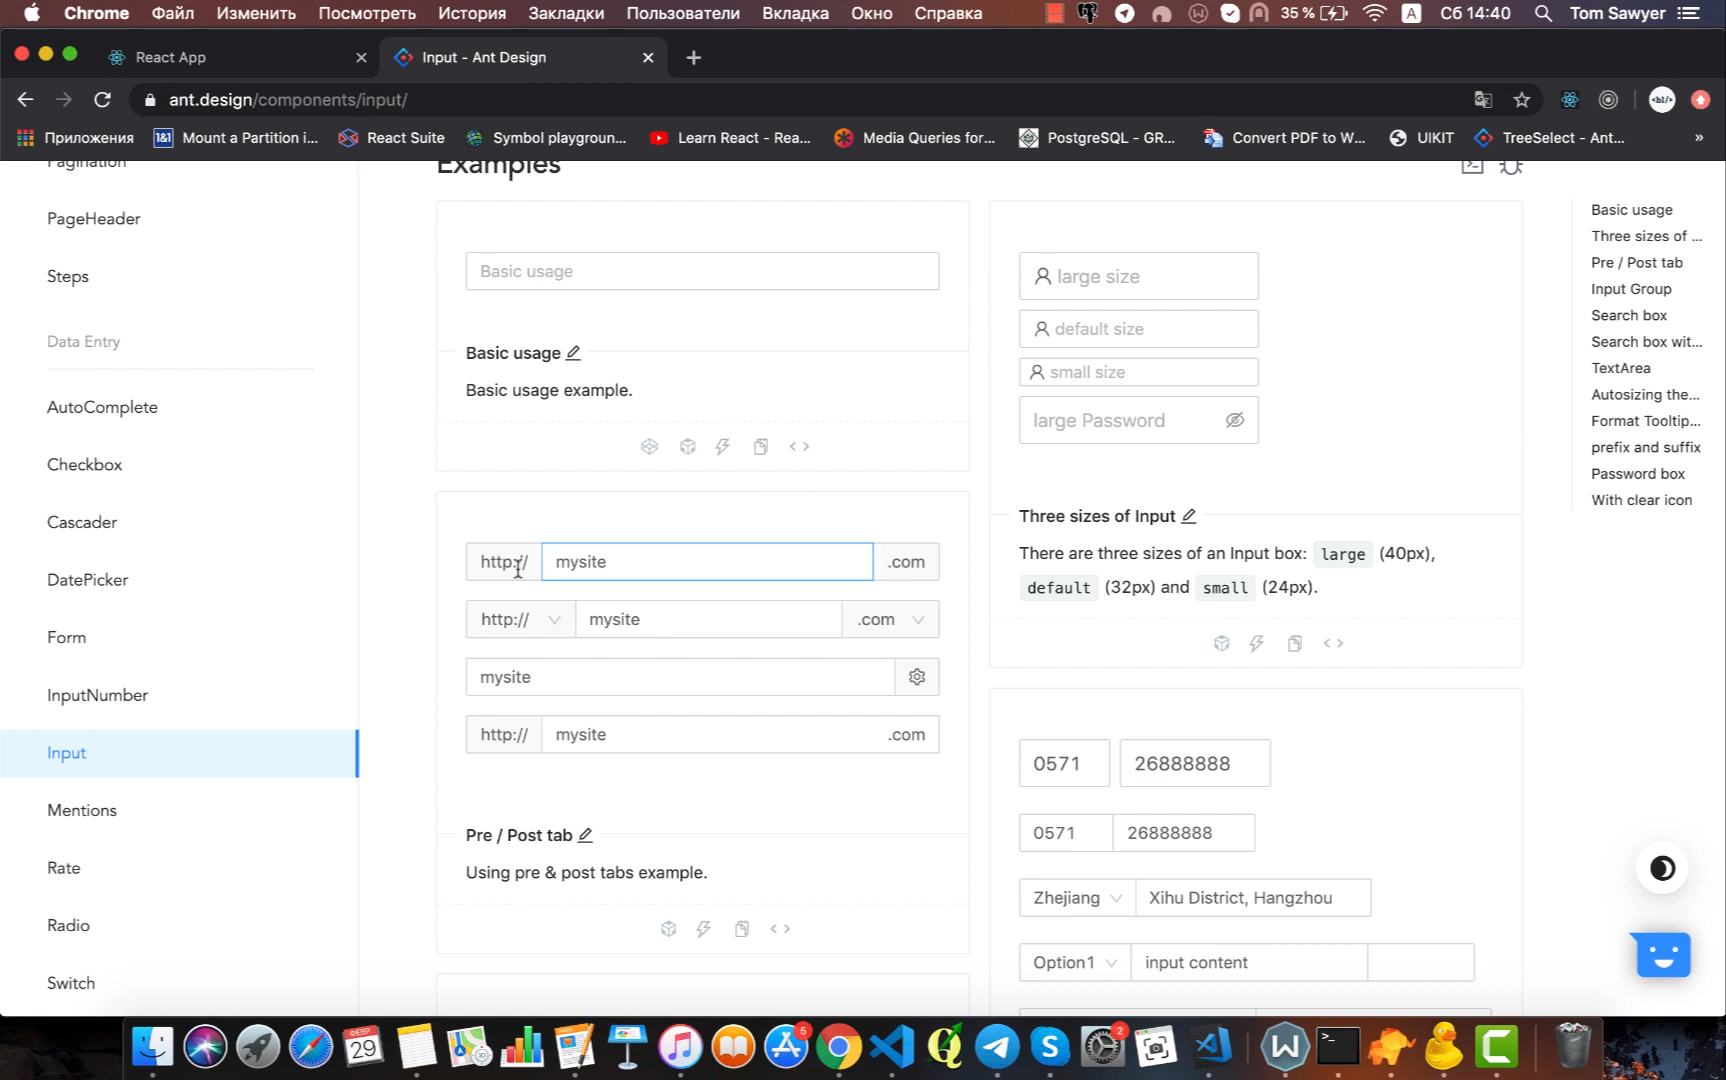 Chrome Файл Изменить Посмотреть История Закладки Пользователи Вкладка Окно Справка 35 % A Сб 14:40 Tom Sawyer
React App
Input - Ant Design
ant.design/components/input/
Приложения Mount a Partition i... React Suite Symbol playgroun... Learn React - Rea... Media Queries for... PostgreSQL - GR... Convert PDF to W... UIKIT TreeSelect - Ant... »
Pagination
PageHeader
Steps
Data Entry
AutoComplete
Checkbox
Cascader
DatePicker
Form
InputNumber
Input
Mentions
Rate
Radio
Switch
Examples
Basic usage
Basic usage
Basic usage example.
http:// mysite .com
http:// mysite .com
mysite
http:// mysite .com
Pre / Post tab
Using pre & post tabs example.
large size
default size
small size
large Password
Three sizes of Input
There are three sizes of an Input box: large (40px),
default (32px) and small (24px).
0571 26888888
0571 26888888
Zhejiang Xihu District, Hangzhou
Option1 input content
Basic usage
Three sizes of ...
Pre / Post tab
Input Group
Search box
Search box wit...
TextArea
Autosizing the...
Format Tooltip...
prefix and suffix
Password box
With clear icon
ФЕВР
29
5
2